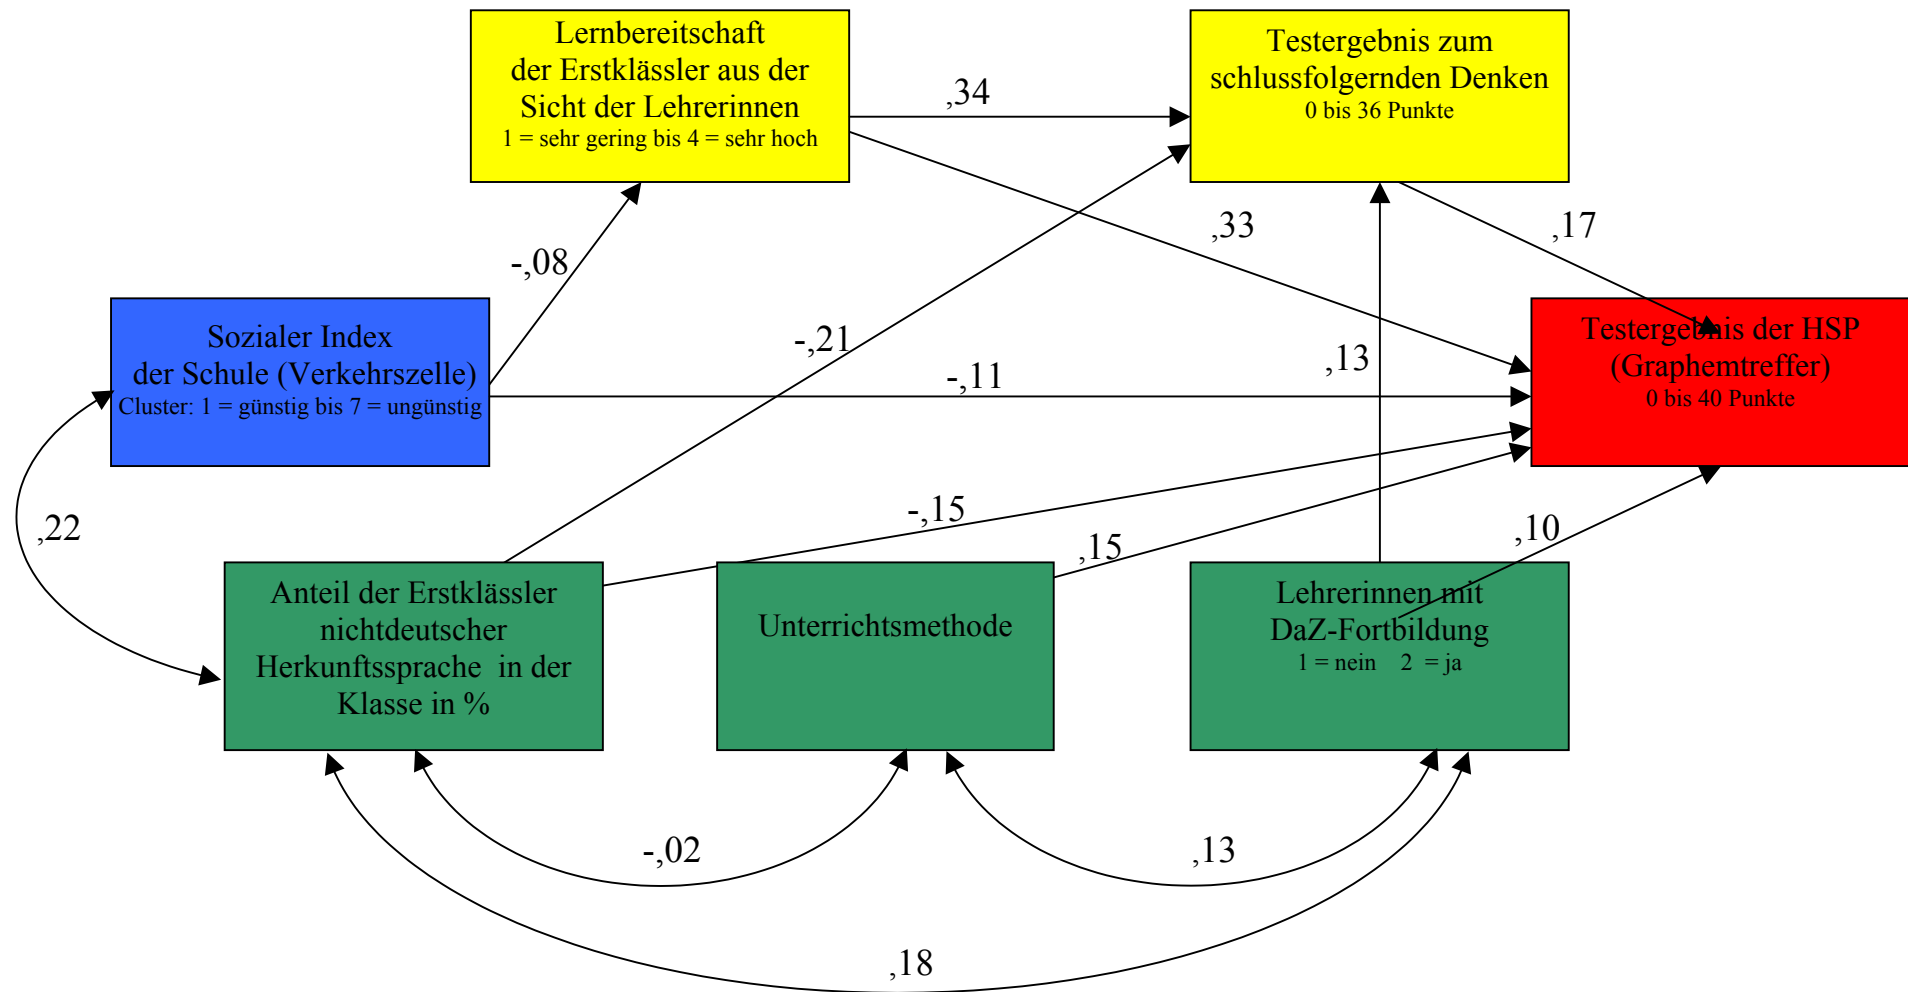 Lernbereitschaft
der Erstklässler aus der
Sicht der Lehrerinnen
1 = sehr gering bis 4 = sehr hoch
Testergebnis zum
schlussfolgernden Denken
0 bis 36 Punkte
,34
,33
,17
-,08
Sozialer Index
der Schule (Verkehrszelle)
Cluster: 1 = günstig bis 7 = ungünstig
-,21
-,11
,13
Testergebnis der HSP
(Graphemtreffer)
0 bis 40 Punkte
,22
-,15
,15
,10
Anteil der Erstklässler
nichtdeutscher
Herkunftssprache in der
Klasse in %
Unterrichtsmethode
Lehrerinnen mit
DaZ-Fortbildung
1 = nein 2 = ja
-,02
,13
,18